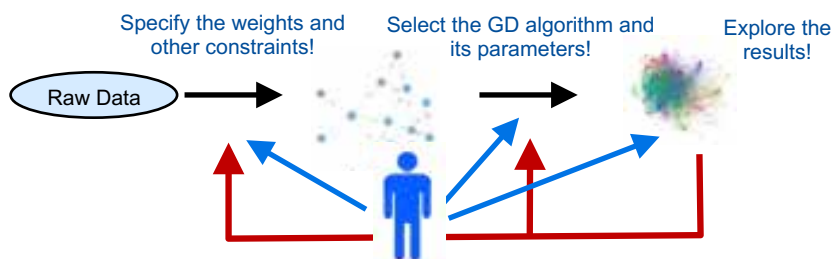 Specify the weights and
other constraints!
Select the GD algorithm and
its parameters!
Explore the
results!
Raw Data